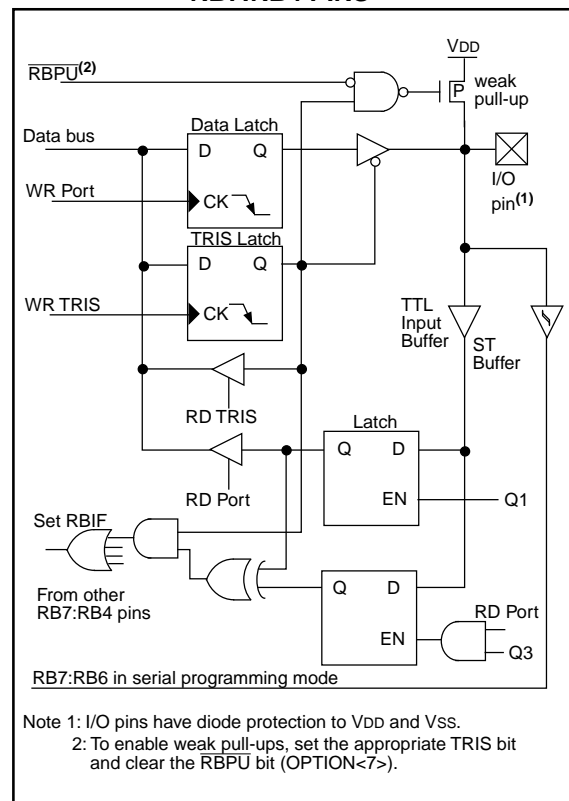 RBPU(2)
VDD
P
weak
pull-up
Data bus
Data Latch
D Q
WR Port
CK
I/O
pin(1)
TRIS Latch
D Q
WR TRIS
CK
TTL
Input
Buffer
ST
Buffer
RD TRIS
Latch
Q D
RD Port
EN
Q1
Set RBIF
From other
RB7:RB4 pins
Q D
RD Port
EN
Q3
RB7:RB6 in serial programming mode
Note 1: I/O pins have diode protection to VDD and VSS.
2: To enable weak pull-ups, set the appropriate TRIS bit
and clear the RBPU bit (OPTION<7>).